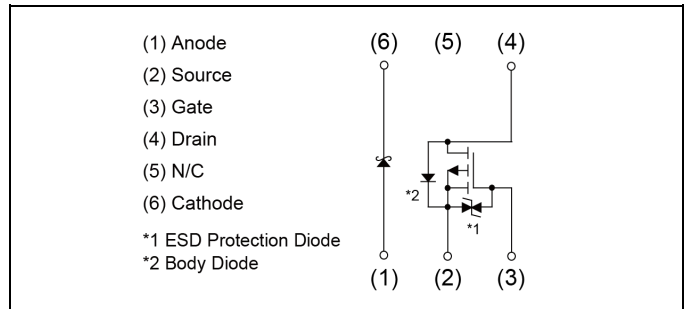 (1) Anode
(2) Source
(3) Gate
(4) Drain
(5) N/C
(6) Cathode
*1 ESD Protection Diode
*2 Body Diode
(6) (5) (4)
*2
*1
(1) (2) (3)